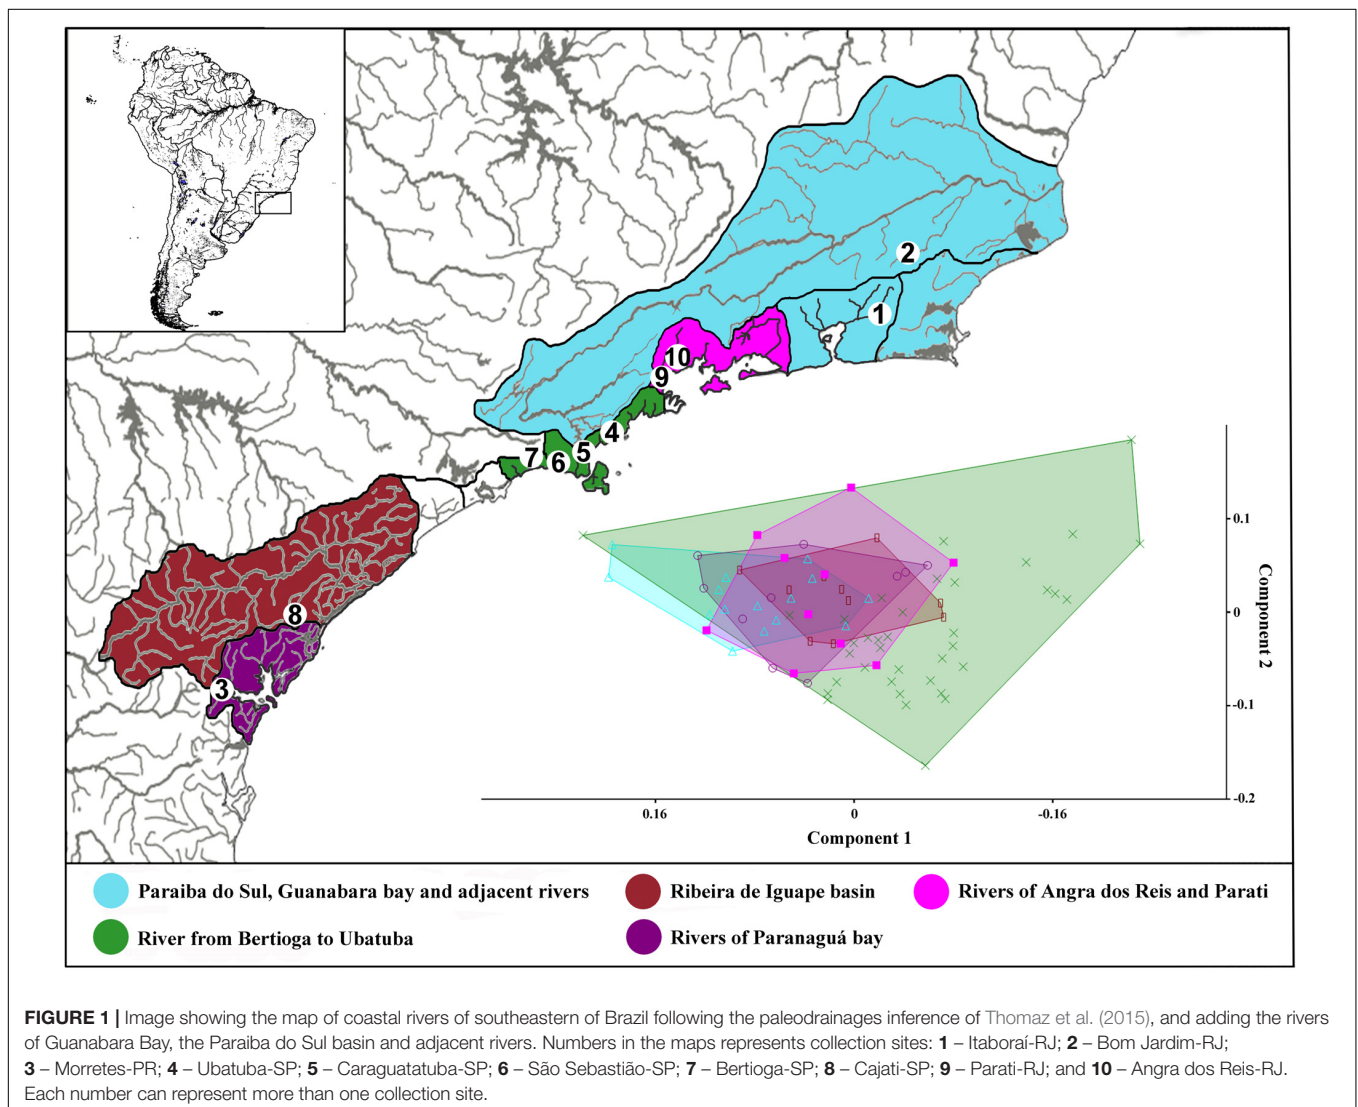 2
1
10
9
4
5
7
6
8
3
0.1
0
-0.1
-0.2
Component 2
0.16
0
-0.16
Component 1
Paraiba do Sul, Guanabara bay and adjacent rivers
Ribeira de Iguape basin
Rivers of Angra dos Reis and Parati
River from Bertioga to Ubatuba
Rivers of Paranaguá bay
FIGURE 1 | Image showing the map of coastal rivers of southeastern of Brazil following the paleodrainages inference of Thomaz et al. (2015), and adding the rivers
of Guanabara Bay, the Paraiba do Sul basin and adjacent rivers. Numbers in the maps represents collection sites: 1 – Itaboraí-RJ; 2 – Bom Jardim-RJ;
3 – Morretes-PR; 4 – Ubatuba-SP; 5 – Caraguatatuba-SP; 6 – São Sebastião-SP; 7 – Bertioga-SP; 8 – Cajati-SP; 9 – Parati-RJ; and 10 – Angra dos Reis-RJ.
Each number can represent more than one collection site.